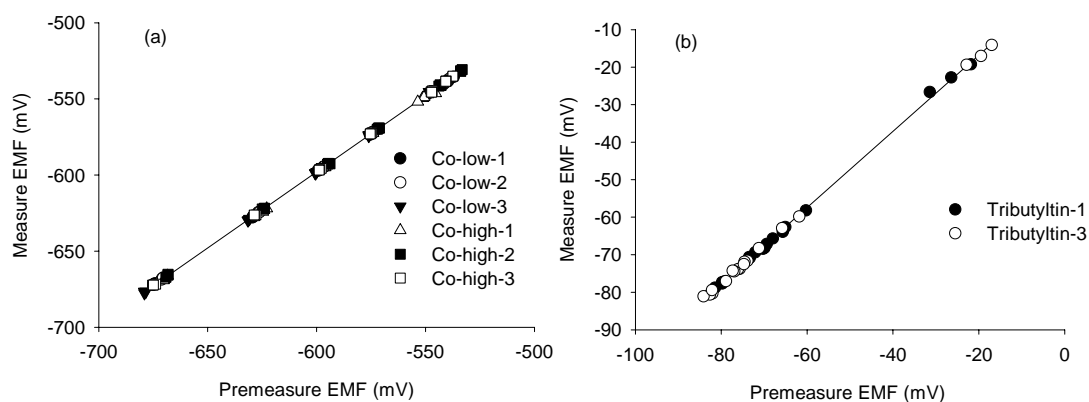 (a)
Measure EMF (mV)
-500
-550
-600
-650
-700
-700
-650
-600
-550
-500
Premeasure EMF (mV)
Co-low-1
Co-low-2
Co-low-3
Co-high-1
Co-high-2
Co-high-3
(b)
Measure EMF (mV)
-10
-20
-30
-40
-50
-60
-70
-80
-90
-100
-80
-60
-40
-20
0
Premeasure EMF (mV)
Tributyltin-1
Tributyltin-3